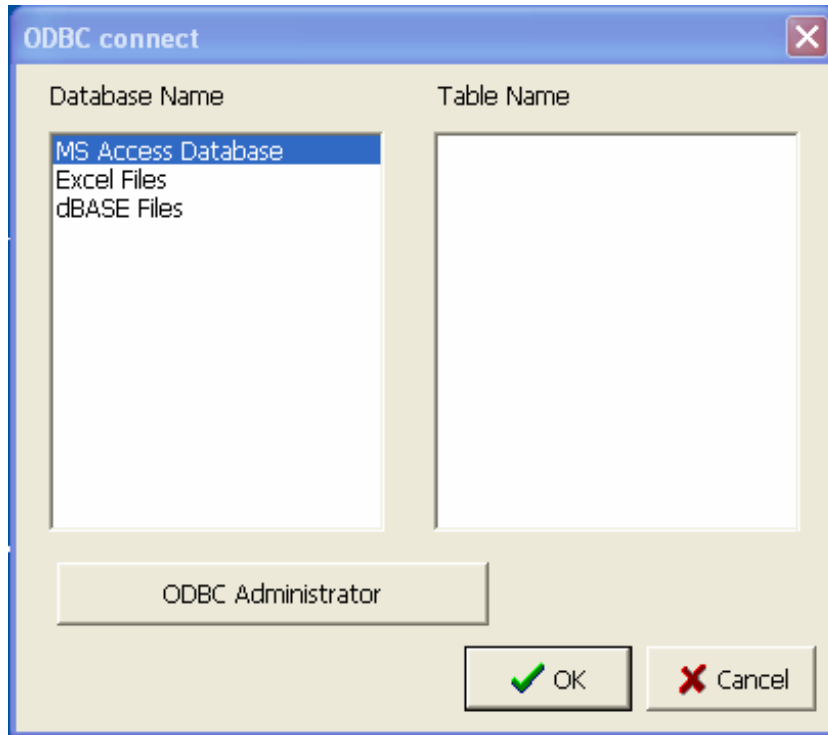 ODBC connect
Database Name
Table Name
MS Access Database
Excel Files
dBASE Files
ODBC Administrator
OK
Cancel